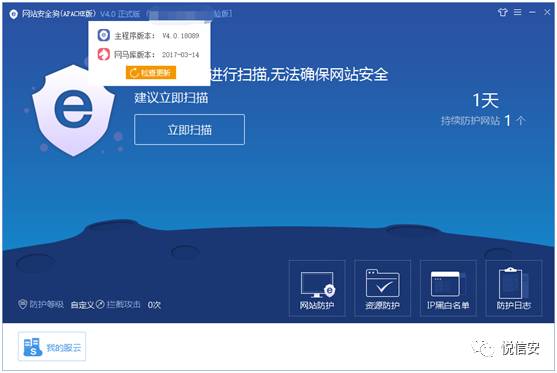 网站安全狗(APACHE版) V4.0 正式版
主程序版本: V4.0.18089
网马库版本: 2017-03-14
检查更新
进行扫描,无法确保网站安全
建议立即扫描
立即扫描
1天
持续防护网站 1 个
网站防护
资源防护
IP黑白名单
防护日志
防护等级 自定义 拦截攻击 0次
我的服云
悦信安